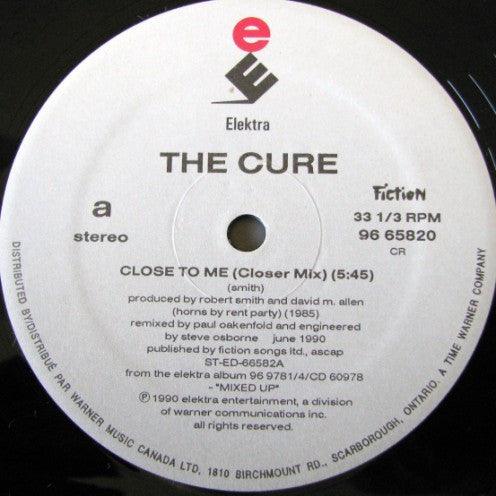 e
Elektra
THE CURE
a
stereo
Fiction
33 1/3 RPM
96 65820
CR
CLOSE TO ME (Closer Mix) (5:45)
(smith)
produced by robert smith and david m. allen
(horns by rent party) (1985)
remixed by paul oakenfold and engineered
by steve osborne june 1990
published by fiction songs ltd., ascap
ST-ED-66582A
from the elektra album 96 9781/4/CD 60978
- "MIXED UP"
℗ 1990 elektra entertainment, a division
of warner communications inc.
all rights reserved.
DISTRIBUTED BY/DISTRIBUÉ PAR WARNER MUSIC CANADA LTD, 1810 BIRCHMOUNT RD., SCARBOROUGH, ONTARIO. A TIME WARNER COMPANY